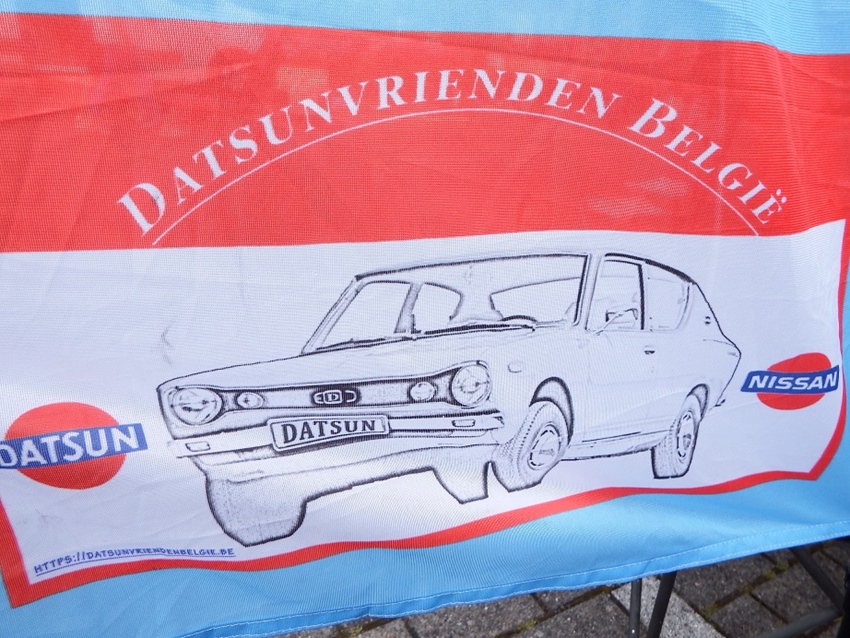 DATSUNVRIENDEN BELGIË
DATSUN
NISSAN
DATSUN
HTTPS://DATSUNVRIENDENBELGIE.BE